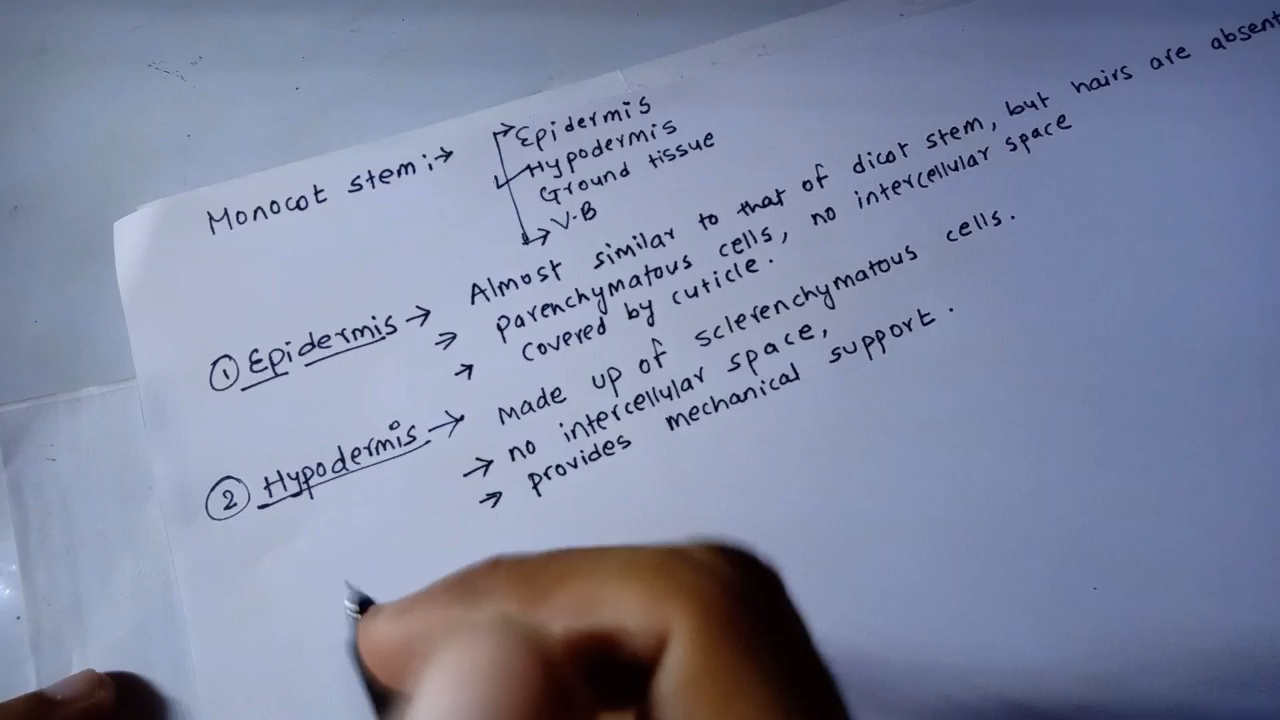 Monocot stem :→
→ Epidermis
→ Hypodermis
Ground tissue
→ V.B
① Epidermis → Almost similar to that of dicot stem, but hairs are absent
⇒ parenchymatous cells, no intercellular space
→ covered by cuticle.
② Hypodermis → Made up of sclerenchymatous cells.
→ no intercellular space,
→ provides mechanical support.